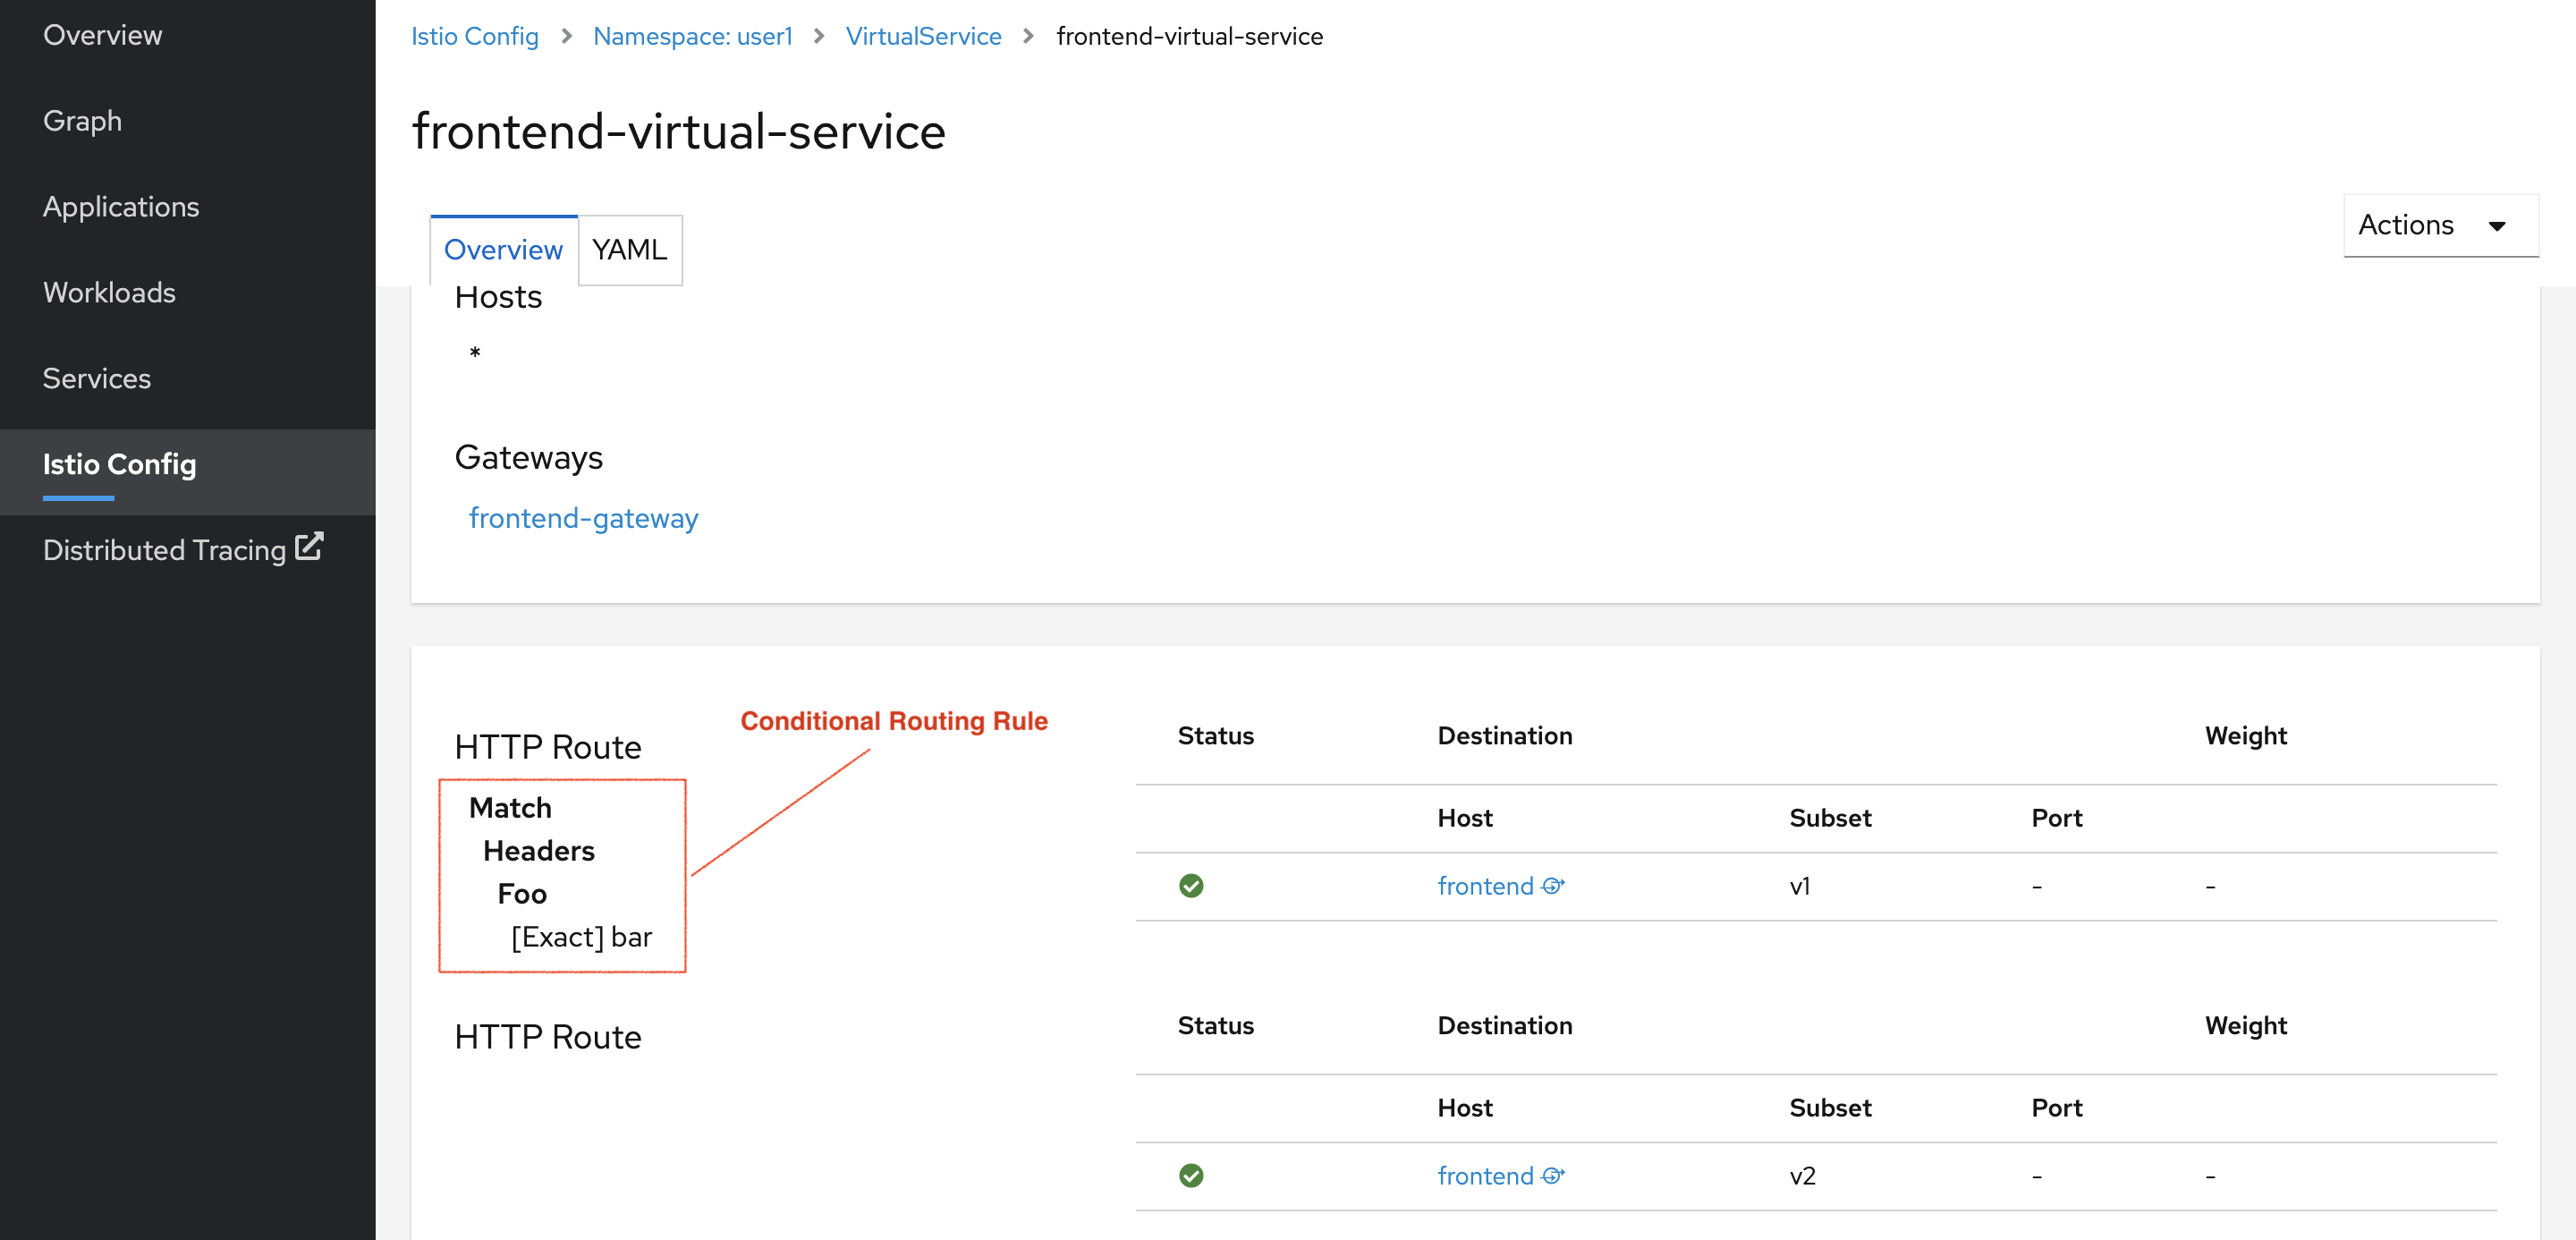 Overview
Graph
Applications
Workloads
Services
Istio Config
Distributed Tracing
Istio Config > Namespace: user1 > VirtualService > frontend-virtual-service
frontend-virtual-service
Overview YAML
Actions
Hosts
*
Gateways
frontend-gateway
Conditional Routing Rule
HTTP Route
Match
Headers
Foo
[Exact] bar
Status Destination Weight
Host Subset Port
frontend v1 - -
HTTP Route
Status Destination Weight
Host Subset Port
frontend v2 - -